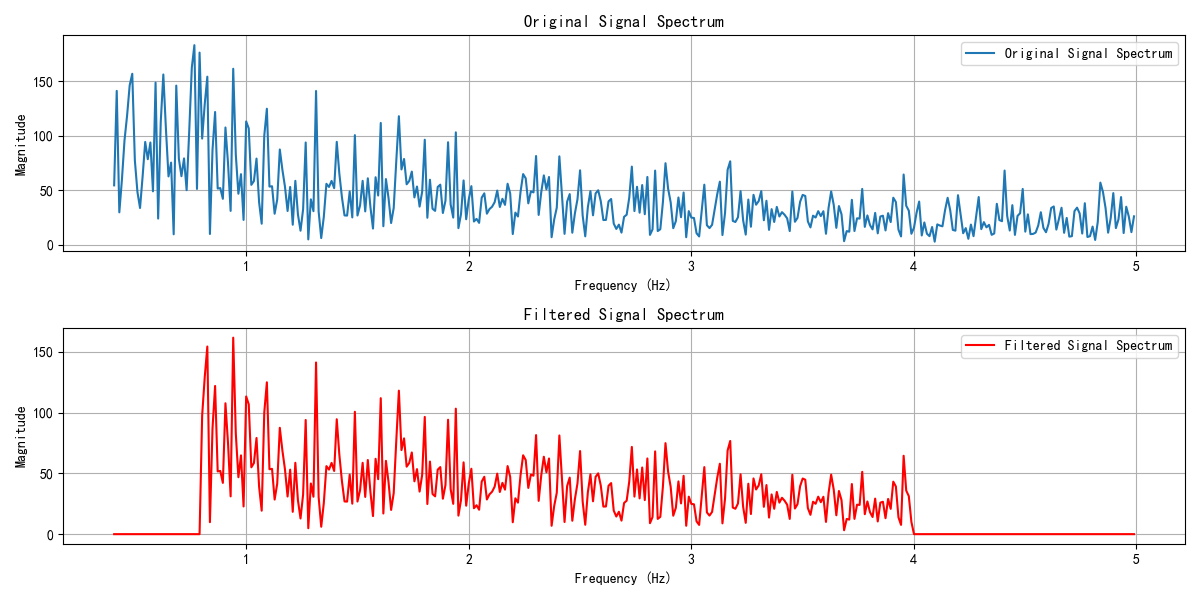 Original Signal Spectrum
Original Signal Spectrum
150
100
50
0
Magnitude
1 2 3 4 5
Frequency (Hz)
Filtered Signal Spectrum
Filtered Signal Spectrum
150
100
50
0
Magnitude
1 2 3 4 5
Frequency (Hz)